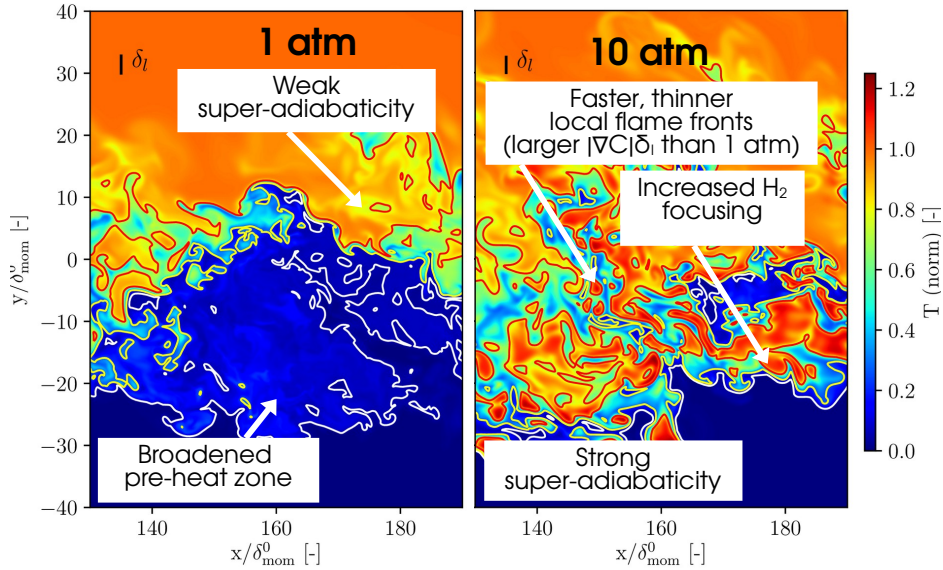 1 atm
δₗ
Weak
super-adiabaticity
Broadened
pre-heat zone
40
30
20
10
0
−10
−20
−30
−40
y/δ⁰ₘₒₘ [-]
140
160
180
x/δ⁰ₘₒₘ [-]
10 atm
δₗ
Faster, thinner
local flame fronts
(larger |∇C|δₗ than 1 atm)
Increased H₂
focusing
Strong
super-adiabaticity
140
160
180
x/δ⁰ₘₒₘ [-]
1.2
1.0
0.8
0.6
0.4
0.2
0.0
T (norm) [-]